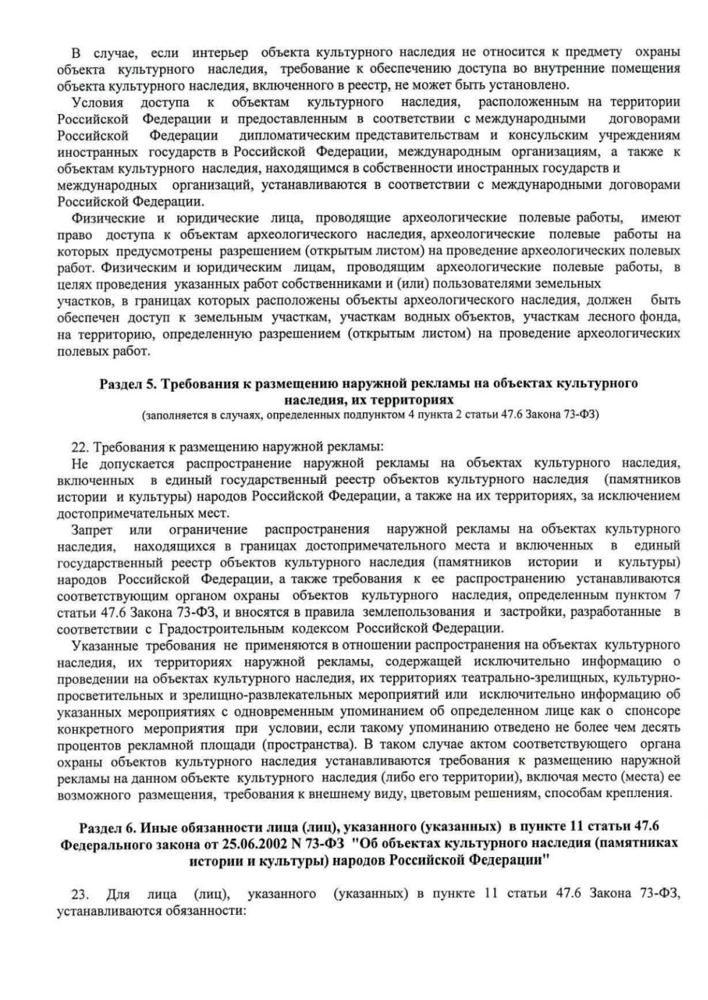 В случае, если интерьер объекта культурного наследия не относится к предмету охраны
объекта культурного наследия, требование к обеспечению доступа во внутренние помещения
объекта культурного наследия, включенного в реестр, не может быть установлено.
Условия доступа к объектам культурного наследия, расположенным на территории
Российской Федерации и предоставленным в соответствии с международными договорами
Российской Федерации дипломатическим представительствам и консульским учреждениям
иностранных государств в Российской Федерации, международным организациям, а также к
объектам культурного наследия, находящимся в собственности иностранных государств и
международных организаций, устанавливаются в соответствии с международными договорами
Российской Федерации.
Физические и юридические лица, проводящие археологические полевые работы, имеют
право доступа к объектам археологического наследия, археологические полевые работы на
которых предусмотрены разрешением (открытым листом) на проведение археологических полевых
работ. Физическим и юридическим лицам, проводящим археологические полевые работы, в
целях проведения указанных работ собственниками и (или) пользователями земельных
участков, в границах которых расположены объекты археологического наследия, должен быть
обеспечен доступ к земельным участкам, участкам водных объектов, участкам лесного фонда,
на территорию, определенную разрешением (открытым листом) на проведение археологических
полевых работ.
Раздел 5. Требования к размещению наружной рекламы на объектах культурного
наследия, их территориях
(заполняется в случаях, определенных подпунктом 4 пункта 2 статьи 47.6 Закона 73-ФЗ)
22. Требования к размещению наружной рекламы:
Не допускается распространение наружной рекламы на объектах культурного наследия,
включенных в единый государственный реестр объектов культурного наследия (памятников
истории и культуры) народов Российской Федерации, а также на их территориях, за исключением
достопримечательных мест.
Запрет или ограничение распространения наружной рекламы на объектах культурного
наследия, находящихся в границах достопримечательного места и включенных в единый
государственный реестр объектов культурного наследия (памятников истории и культуры)
народов Российской Федерации, а также требования к ее распространению устанавливаются
соответствующим органом охраны объектов культурного наследия, определенным пунктом 7
статьи 47.6 Закона 73-ФЗ, и вносятся в правила землепользования и застройки, разработанные в
соответствии с Градостроительным кодексом Российской Федерации.
Указанные требования не применяются в отношении распространения на объектах культурного
наследия, их территориях наружной рекламы, содержащей исключительно информацию о
проведении на объектах культурного наследия, их территориях театрально-зрелищных, культурно-
просветительных и зрелищно-развлекательных мероприятий или исключительно информацию об
указанных мероприятиях с одновременным упоминанием об определенном лице как о спонсоре
конкретного мероприятия при условии, если такому упоминанию отведено не более чем десять
процентов рекламной площади (пространства). В таком случае актом соответствующего органа
охраны объектов культурного наследия устанавливаются требования к размещению наружной
рекламы на данном объекте культурного наследия (либо его территории), включая место (места) ее
возможного размещения, требования к внешнему виду, цветовым решениям, способам крепления.
Раздел 6. Иные обязанности лица (лиц), указанного (указанных) в пункте 11 статьи 47.6
Федерального закона от 25.06.2002 N 73-ФЗ "Об объектах культурного наследия (памятниках
истории и культуры) народов Российской Федерации"
23. Для лица (лиц), указанного (указанных) в пункте 11 статьи 47.6 Закона 73-ФЗ,
устанавливаются обязанности: